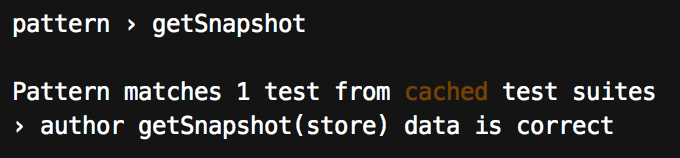 pattern › getSnapshot
Pattern matches 1 test from cached test suites
› author getSnapshot(store) data is correct